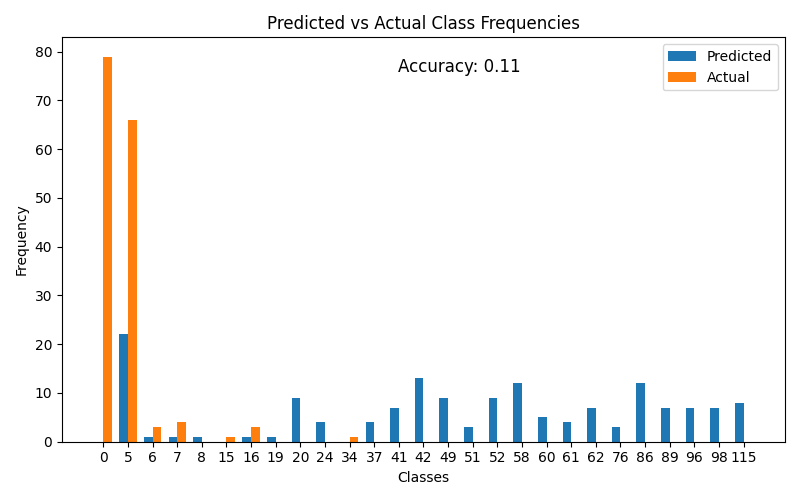 Predicted vs Actual Class Frequencies
Accuracy: 0.11
Predicted
Actual
Frequency
80
70
60
50
40
30
20
10
0
0 5 6 7 8 15 16 19 20 24 34 37 41 42 49 51 52 58 60 61 62 76 86 89 96 98 115
Classes